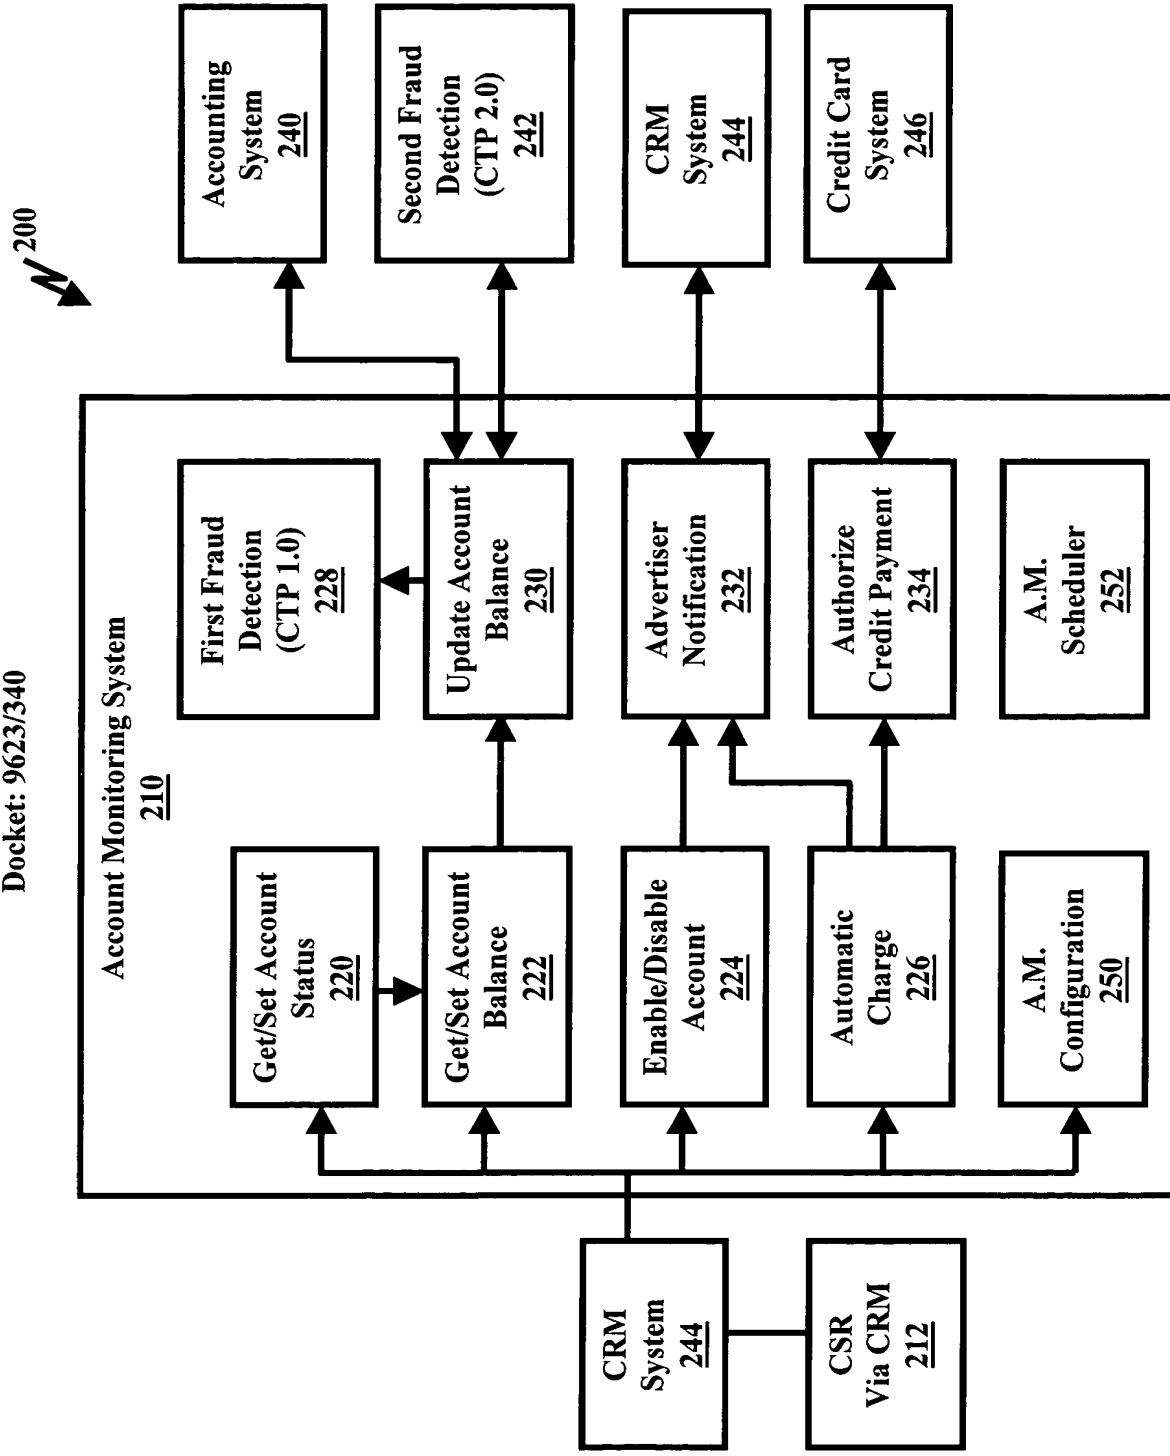 Docket: 9623/340
200
Account Monitoring System
210
CRM
System
244
CSR
Via CRM
212
Get/Set Account
Status
220
Get/Set Account
Balance
222
Enable/Disable
Account
224
Automatic
Charge
226
A.M.
Configuration
250
First Fraud
Detection
(CTP 1.0)
228
Update Account
Balance
230
Advertiser
Notification
232
Authorize
Credit Payment
234
A.M.
Scheduler
252
Accounting
System
240
Second Fraud
Detection
(CTP 2.0)
242
CRM
System
244
Credit Card
System
246